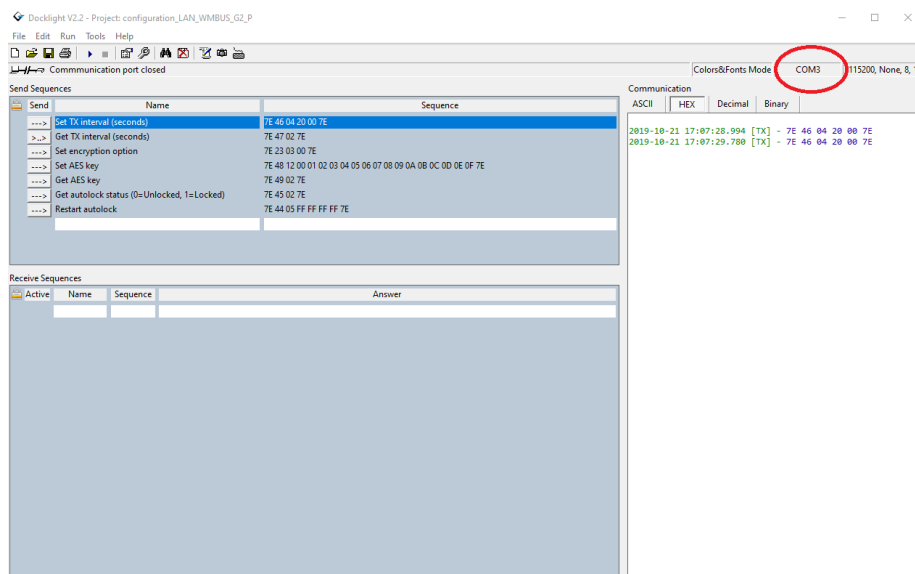 Docklight V2.2 - Project: configuration_LAN_WMBUS_G2_P
File Edit Run Tools Help
Commmunication port closed Colors&Fonts Mode COM3 115200, None, 8,
Send Sequences
Send Name Sequence
---> Set TX interval (seconds) 7E 46 04 20 00 7E
>..> Get TX interval (seconds) 7E 47 02 7E
---> Set encryption option 7E 23 03 00 7E
---> Set AES key 7E 48 12 00 01 02 03 04 05 06 07 08 09 0A 0B 0C 0D 0E 0F 7E
---> Get AES key 7E 49 02 7E
---> Get autolock status (0=Unlocked, 1=Locked) 7E 45 02 7E
---> Restart autolock 7E 44 05 FF FF FF FF 7E
Receive Sequences
Active Name Sequence Answer
Communication
ASCII HEX Decimal Binary
2019-10-21 17:07:28.994 [TX] - 7E 46 04 20 00 7E
2019-10-21 17:07:29.780 [TX] - 7E 46 04 20 00 7E